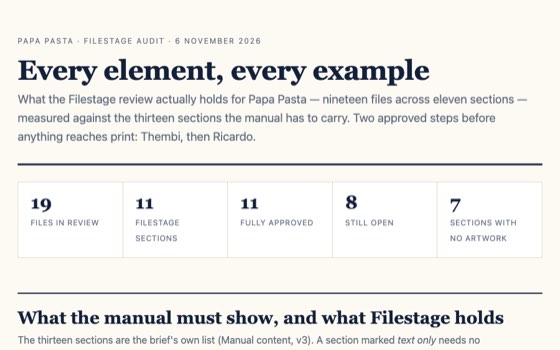 PAPA PASTA · FILESTAGE AUDIT · 6 NOVEMBER 2026
Every element, every example
What the Filestage review actually holds for Papa Pasta — nineteen files across eleven sections —
measured against the thirteen sections the manual has to carry. Two approved steps before
anything reaches print: Thembi, then Ricardo.
19
FILES IN REVIEW
11
FILESTAGE
SECTIONS
11
FULLY APPROVED
8
STILL OPEN
7
SECTIONS WITH
NO ARTWORK
What the manual must show, and what Filestage holds
The thirteen sections are the brief's own list (Manual content, v3). A section marked text only needs no